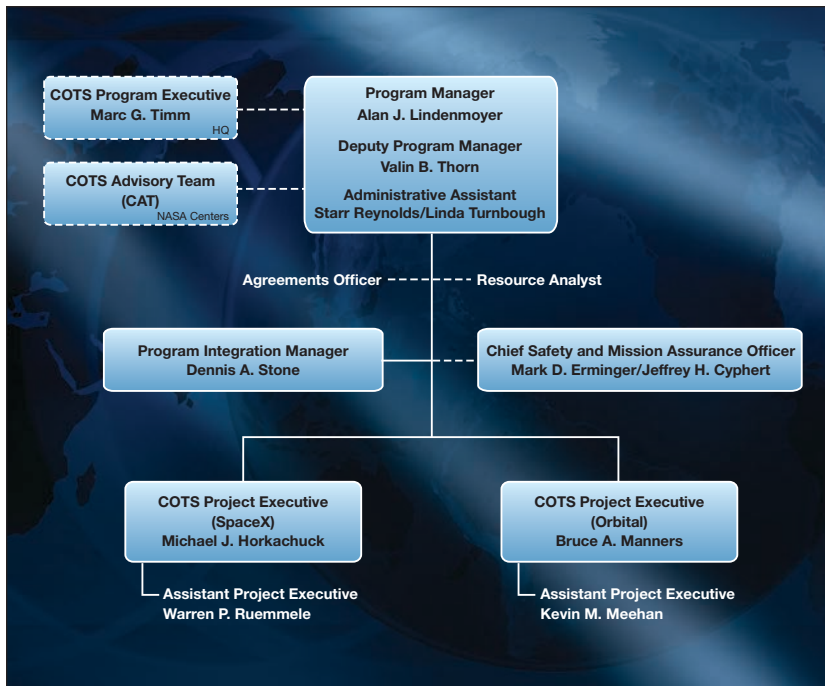 COTS Program Executive
Marc G. Timm
HQ
COTS Advisory Team
(CAT)
NASA Centers
Program Manager
Alan J. Lindenmoyer
Deputy Program Manager
Valin B. Thorn
Administrative Assistant
Starr Reynolds/Linda Turnbough
Agreements Officer
Resource Analyst
Program Integration Manager
Dennis A. Stone
Chief Safety and Mission Assurance Officer
Mark D. Erminger/Jeffrey H. Cyphert
COTS Project Executive
(SpaceX)
Michael J. Horkachuck
Assistant Project Executive
Warren P. Ruemmele
COTS Project Executive
(Orbital)
Bruce A. Manners
Assistant Project Executive
Kevin M. Meehan